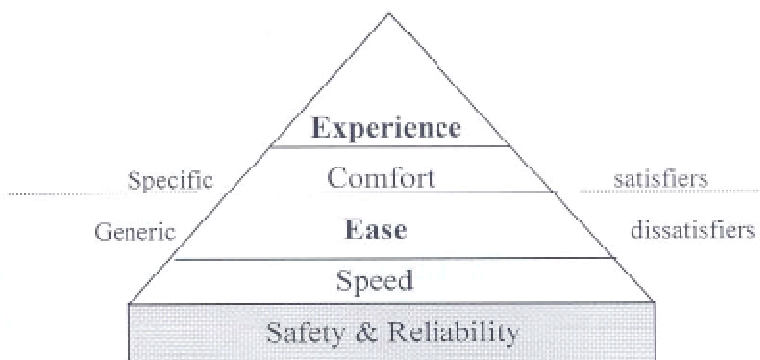 Experience
Specific Comfort satisfiers
Generic Ease dissatisfiers
Speed
Safety & Reliability